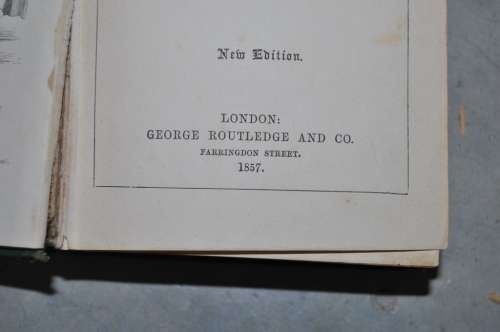 New Edition.
LONDON:
GEORGE ROUTLEDGE AND CO.
FARRINGDON STREET.
1857.